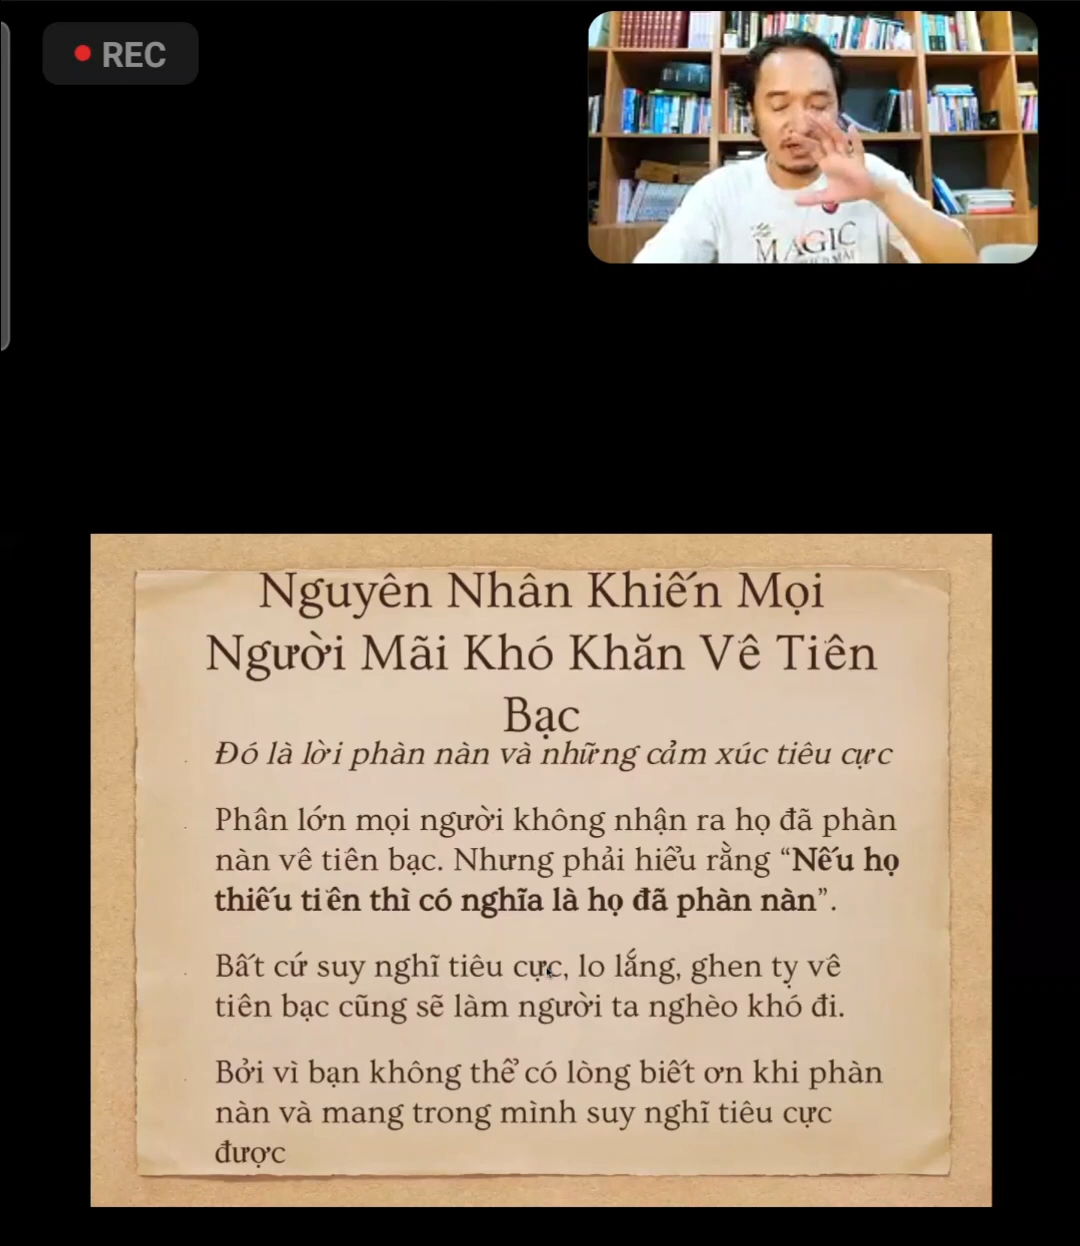 REC
MAGIC
Nguyên Nhân Khiến Mọi
Người Mãi Khó Khăn Về Tiền
Bạc
Đó là lời phàn nàn và những cảm xúc tiêu cực
Phần lớn mọi người không nhận ra họ đã phàn
nàn về tiền bạc. Nhưng phải hiểu rằng “Nếu họ
thiếu tiền thì có nghĩa là họ đã phàn nàn”.
Bất cứ suy nghĩ tiêu cực, lo lắng, ghen tỵ về
tiền bạc cũng sẽ làm người ta nghèo khó đi.
Bởi vì bạn không thể có lòng biết ơn khi phàn
nàn và mang trong mình suy nghĩ tiêu cực
được